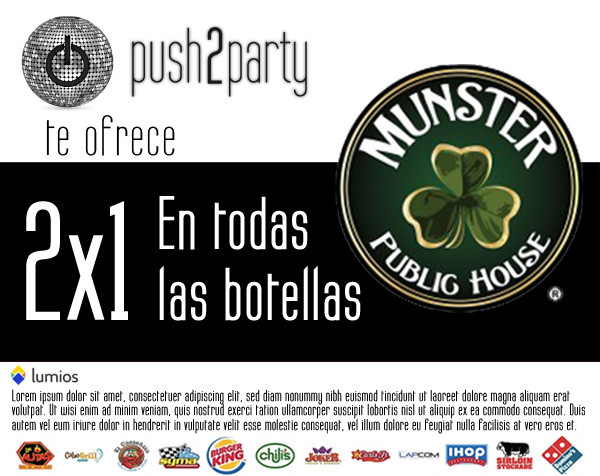 push2party
te ofrece
MUNSTER
PUBLIC HOUSE
®
2x1
En todas
las botellas
lumios
Lorem ipsum dolor sit amet, consectetuer adipiscing elit, sed diam nonummy nibh euismod tincidunt ut laoreet dolore magna aliquam erat
volutpat. Ut wisi enim ad minim veniam, quis nostrud exerci tation ullamcorper suscipit lobortis nisl ut aliquip ex ea commodo consequat. Duis
autem vel eum iriure dolor in hendrerit in vulputate velit esse molestie consequat, vel illum dolore eu feugiat nulla facilisis at vero eros et.
BURGER KING
chili's
JOKER
Carl's Jr.
LAPCOM
IHOP
SIRLOIN
STOCKADE
Domino's
Pizza